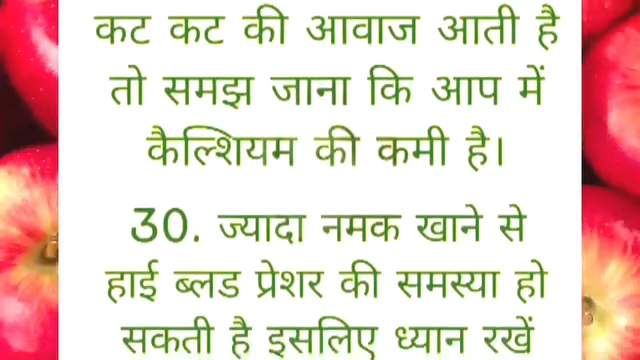 कट कट की आवाज आती है
तो समझ जाना कि आप में
कैल्शियम की कमी है।
30. ज्यादा नमक खाने से
हाई ब्लड प्रेशर की समस्या हो
सकती है इसलिए ध्यान रखें